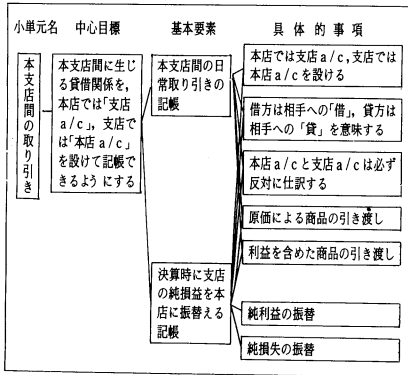 小単元名 中心目標 基本要素 具体的事項
本支店間の取り引き
本支店間に生じ
る貸借関係を,
本店では「支店
a/c」, 支店で
は「本店a/c」
を設けて記帳で
きるようにする
本支店間の日
常取り引きの
記帳
決算時に支店
の純損益を本
店に振替える
記帳
本店では支店a/c, 支店では
本店a/cを設ける
借方は相手への「借」, 貸方は
相手への「貸」を意味する
本店a/cと支店a/cは必ず
反対に仕訳する
原価による商品の引き渡し
利益を含めた商品の引き渡し
純利益の振替
純損失の振替